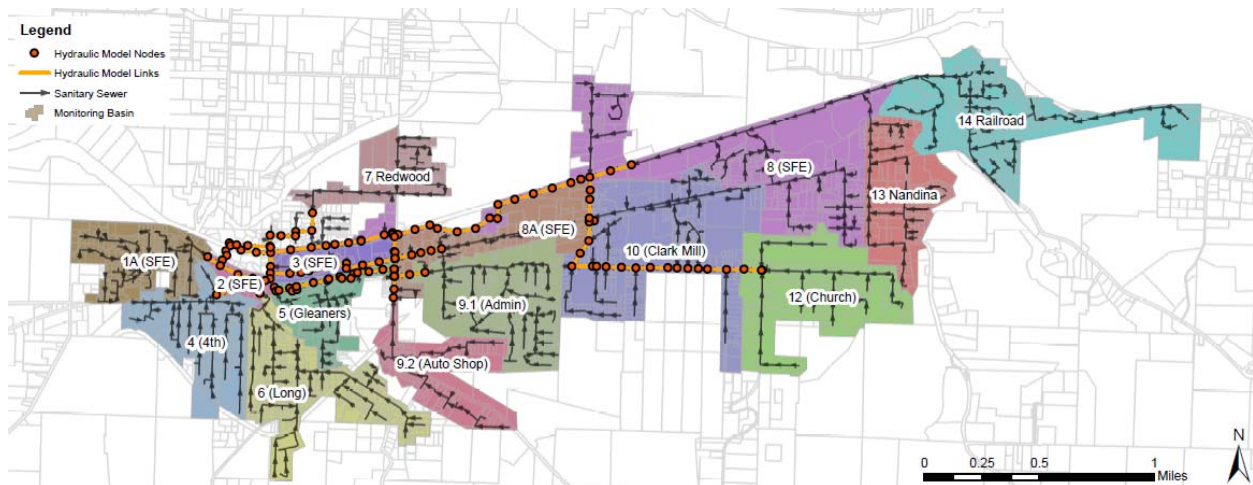 Legend
Hydraulic Model Nodes
Hydraulic Model Links
Sanitary Sewer
Monitoring Basin
14 Railroad
7 Redwood
8 (SFE)
13 Nandina
8A (SFE)
10 (Clark Mill)
1A (SFE)
3 (SFE)
2 (SFE)
12 (Church)
9.1 (Admin)
5 (Gleaners)
4 (4th)
9.2 (Auto Shop)
6 (Long)
N
0 0.25 0.5 1
Miles